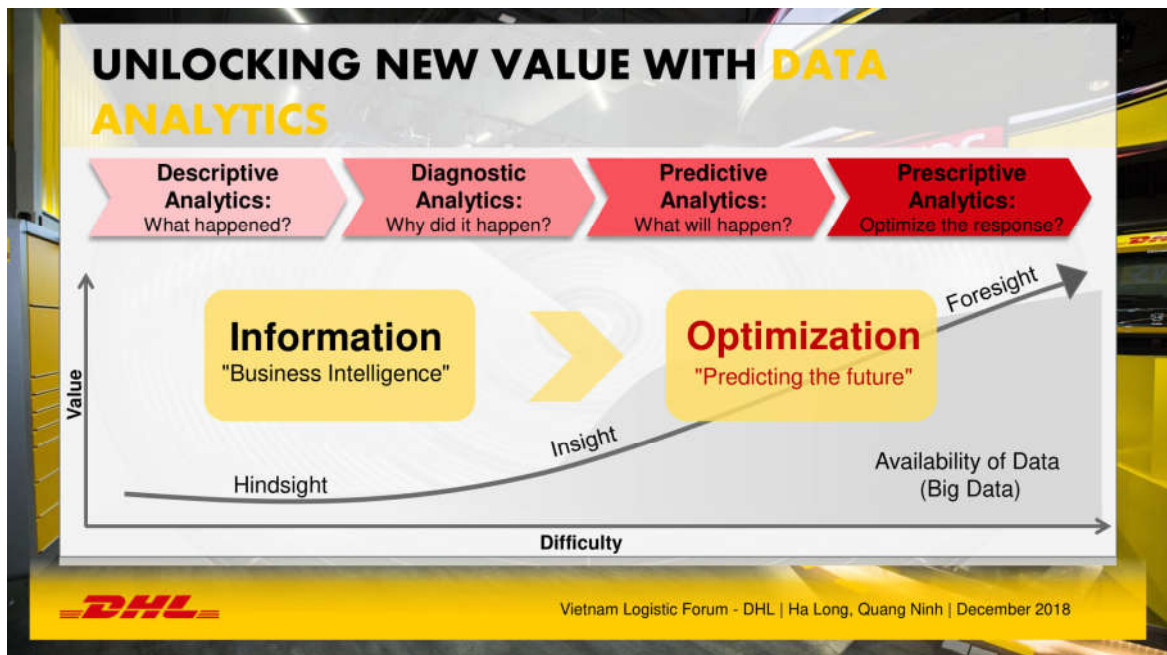 UNLOCKING NEW VALUE WITH DATA
ANALYTICS
Descriptive
Analytics:
What happened?
Diagnostic
Analytics:
Why did it happen?
Predictive
Analytics:
What will happen?
Prescriptive
Analytics:
Optimize the response?
Information
"Business Intelligence"
Optimization
"Predicting the future"
Foresight
Insight
Hindsight
Availability of Data
(Big Data)
Value
Difficulty
DHL
Vietnam Logistic Forum - DHL | Ha Long, Quang Ninh | December 2018